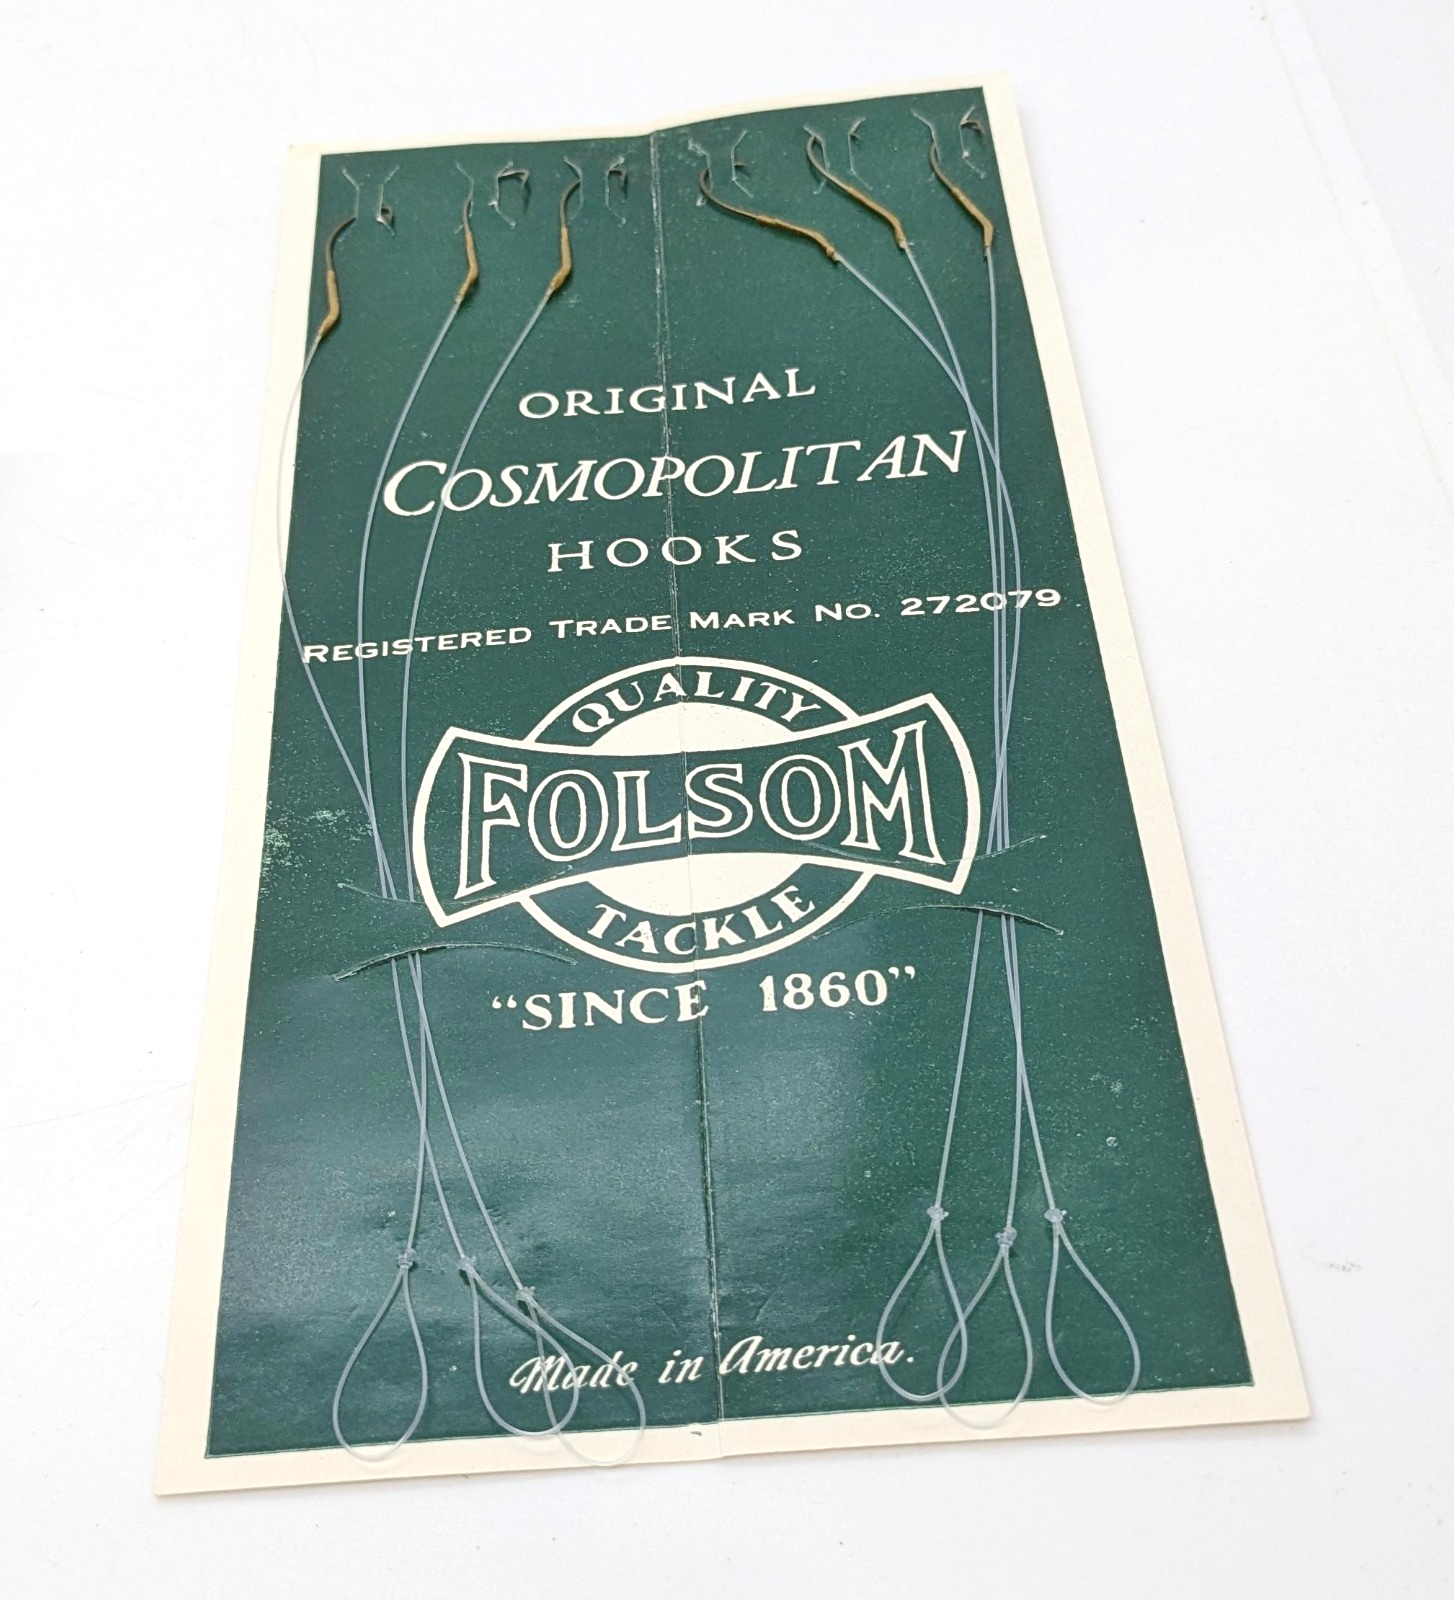 ORIGINAL
COSMOPOLITAN
HOOKS
REGISTERED TRADE MARK NO. 272079
QUALITY
FOLSOM
TACKLE
“SINCE 1860”
Made in America.